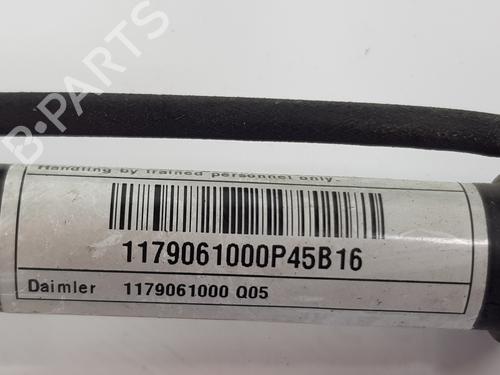 B-PARTS
Handling by trained personnel only.
1179061000P45B16
Daimler 1179061000 Q05